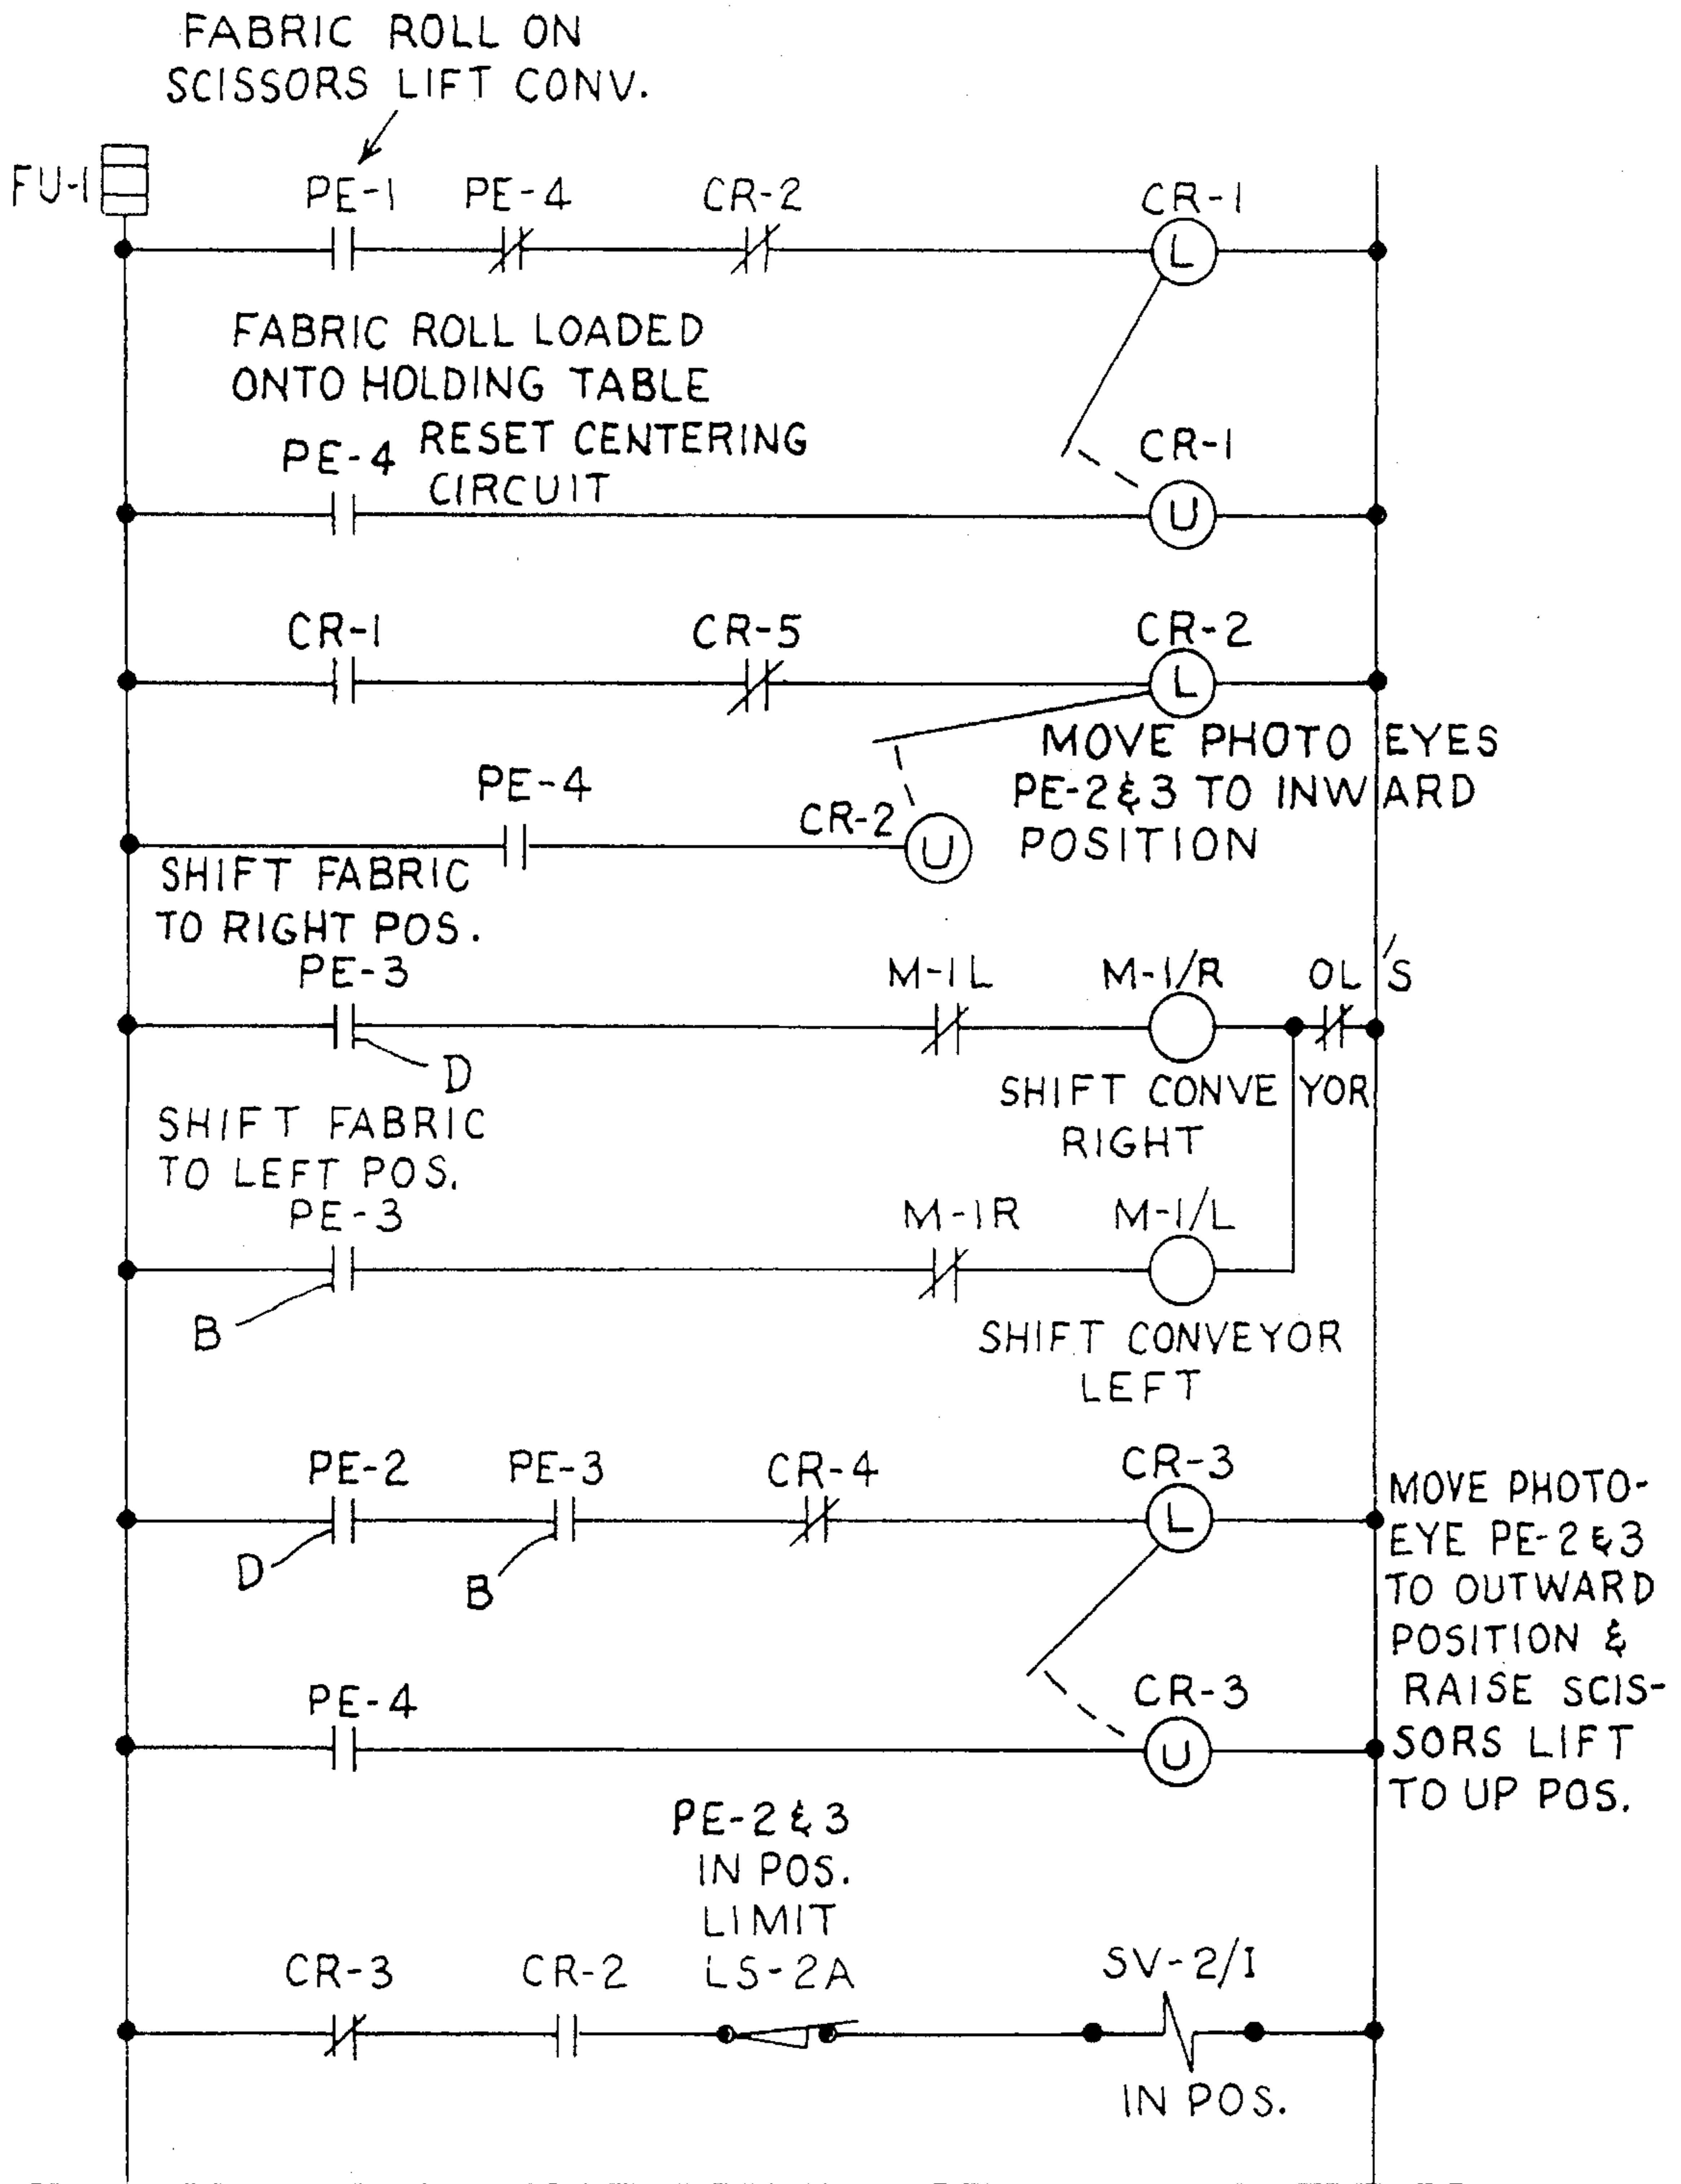 FABRIC ROLL ON
SCISSORS LIFT CONV.
FU-1
PE-1 PE-4 CR-2 CR-1
L
FABRIC ROLL LOADED
ONTO HOLDING TABLE
PE-4 RESET CENTERING CR-1
CIRCUIT
U
CR-1 CR-5 CR-2
L
MOVE PHOTO EYES
PE-2&3 TO INWARD
POSITION
PE-4 CR-2
U
SHIFT FABRIC
TO RIGHT POS.
PE-3 M-1L M-1/R OL'S
D
SHIFT CONVEYOR
RIGHT
SHIFT FABRIC
TO LEFT POS.
PE-3 M-1R M-1/L
B
SHIFT CONVEYOR
LEFT
PE-2 PE-3 CR-4 CR-3
L
D B
MOVE PHOTO-
EYE PE-2&3
TO OUTWARD
POSITION &
RAISE SCIS-
SORS LIFT
TO UP POS.
PE-4 CR-3
U
PE-2&3
IN POS.
LIMIT
CR-3 CR-2 LS-2A SV-2/I
IN POS.